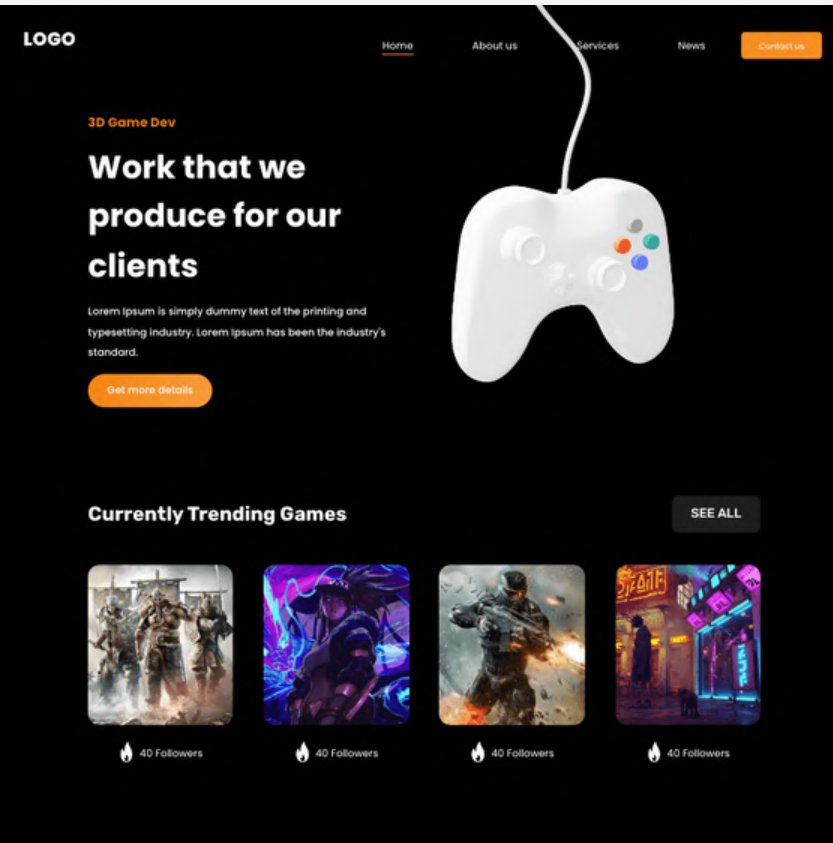 LOGO
Home About us Services News Contact us
3D Game Dev
Work that we
produce for our
clients
Lorem Ipsum is simply dummy text of the printing and
typesetting industry. Lorem Ipsum has been the industry's
standard.
Get more details
Currently Trending Games
SEE ALL
40 Followers 40 Followers 40 Followers 40 Followers